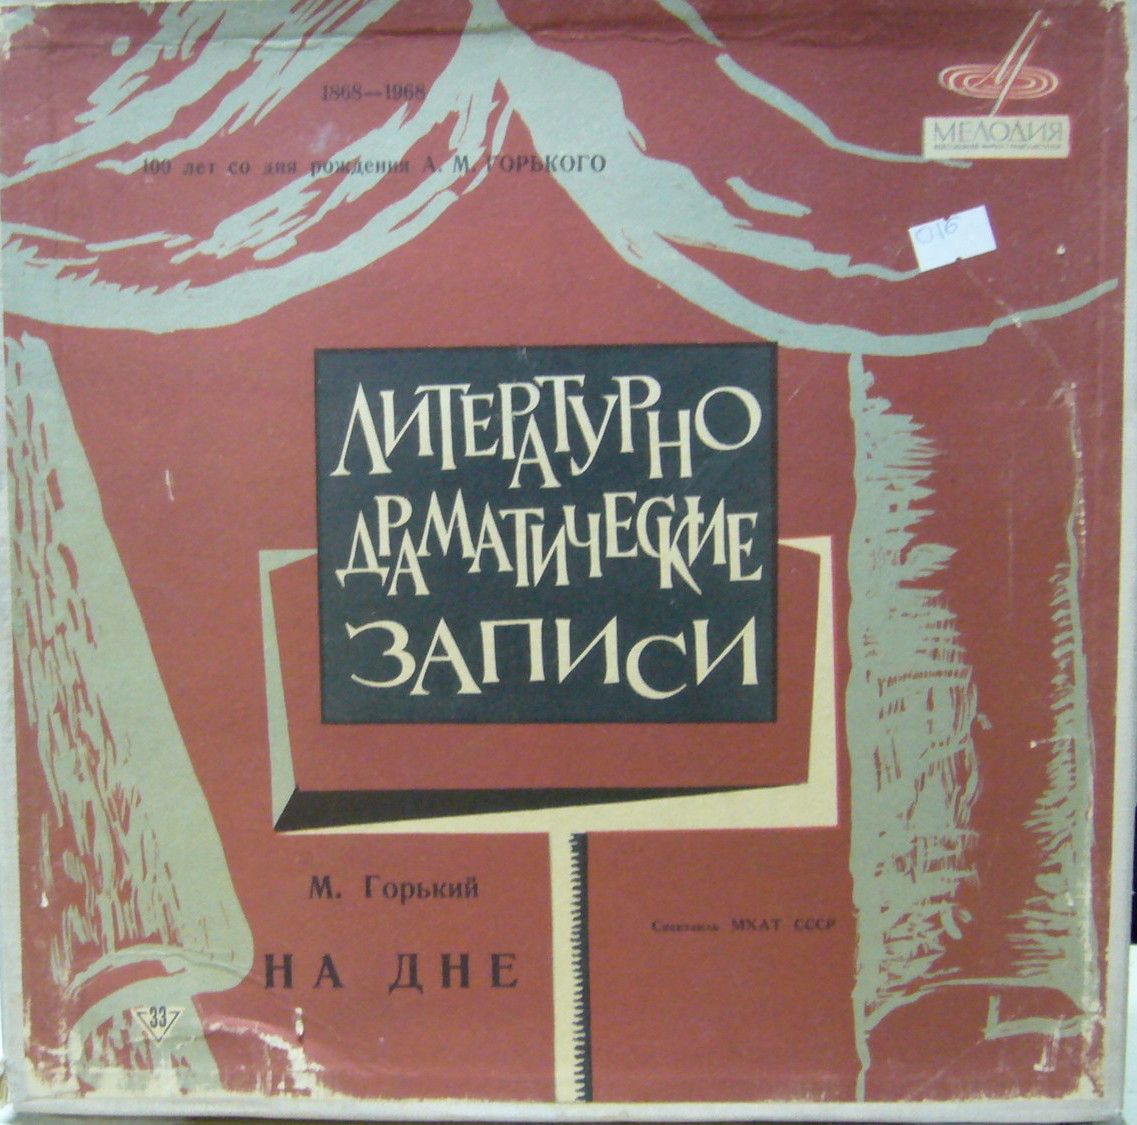 1868—1968
100 лет со дня рождения А. М. ГОРЬКОГО
МЕЛОДИЯ
016
ЛИТЕРАТУРНО
ДРАМАТИЧЕСКИЕ
ЗАПИСИ
М. Горький
НА ДНЕ
Спектакль МХАТ СССР
33